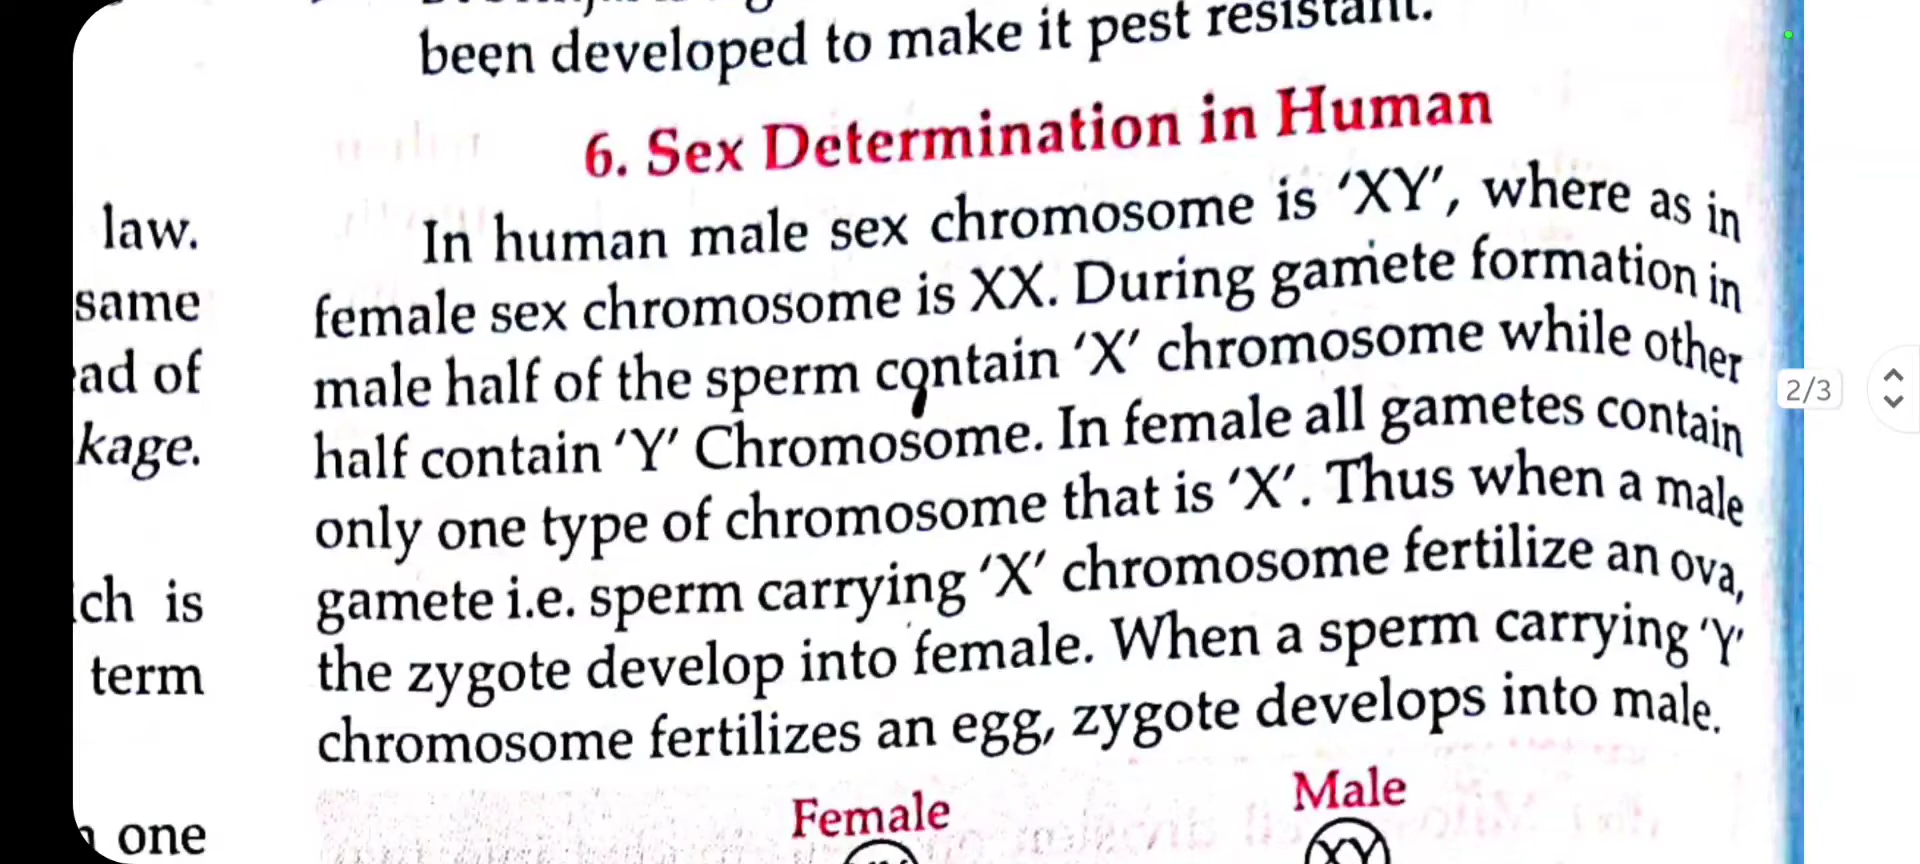 been developed to make it pest resistant.
6. Sex Determination in Human
In human male sex chromosome is ‘XY’, where as in
female sex chromosome is XX. During gamete formation in
male half of the sperm contain ‘X’ chromosome while other
half contain ‘Y’ Chromosome. In female all gametes contain
only one type of chromosome that is ‘X’. Thus when a male
gamete i.e. sperm carrying ‘X’ chromosome fertilize an ova,
the zygote develop into female. When a sperm carrying ‘Y’
chromosome fertilizes an egg, zygote develops into male.
Female
Male
XY
law.
same
ad of
kage.
ch is
term
one
2/3